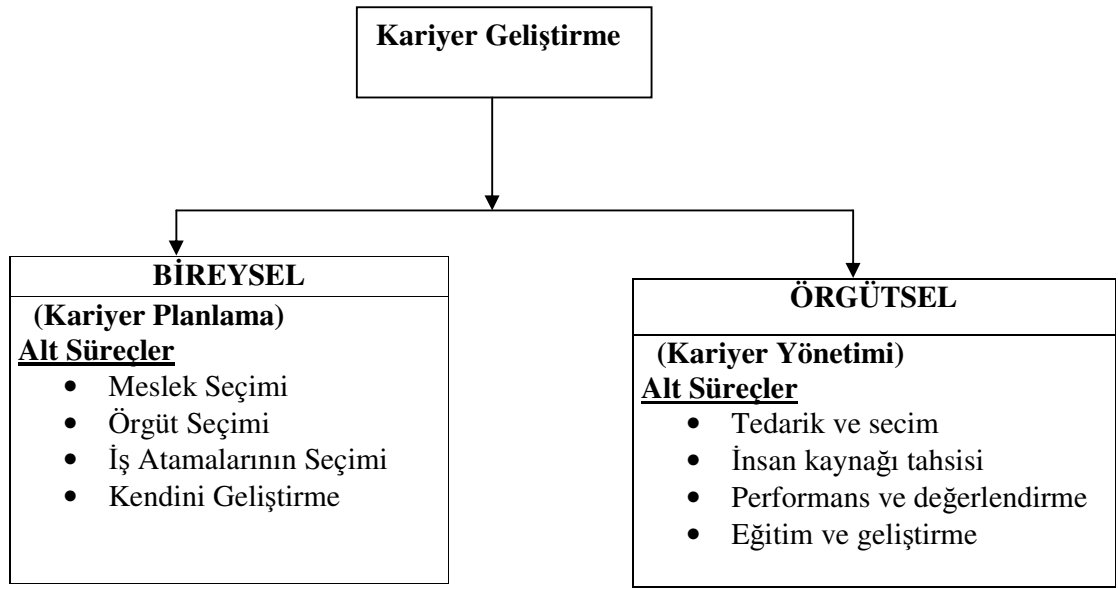 Kariyer Geliştirme
BİREYSEL
(Kariyer Planlama)
Alt Süreçler
• Meslek Seçimi
• Örgüt Seçimi
• İş Atamalarının Seçimi
• Kendini Geliştirme
ÖRGÜTSEL
(Kariyer Yönetimi)
Alt Süreçler
• Tedarik ve secim
• İnsan kaynağı tahsisi
• Performans ve değerlendirme
• Eğitim ve geliştirme